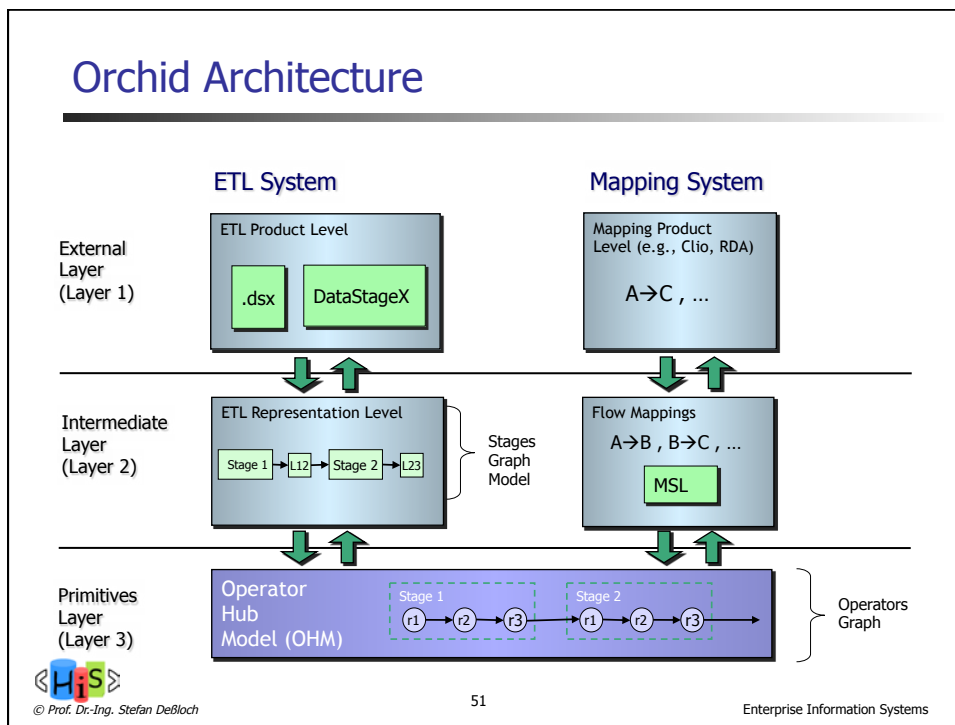 Orchid Architecture
ETL System
Mapping System
External
Layer
(Layer 1)
ETL Product Level
.dsx
DataStageX
Mapping Product
Level (e.g., Clio, RDA)
A→C , ...
Intermediate
Layer
(Layer 2)
ETL Representation Level
Stage 1
L12
Stage 2
L23
Stages
Graph
Model
Flow Mappings
A→B , B→C , ...
MSL
Primitives
Layer
(Layer 3)
Operator
Hub
Model (OHM)
Stage 1
r1 r2 r3
Stage 2
r1 r2 r3
Operators
Graph
<HiS>
© Prof. Dr.-Ing. Stefan Deßloch
51
Enterprise Information Systems